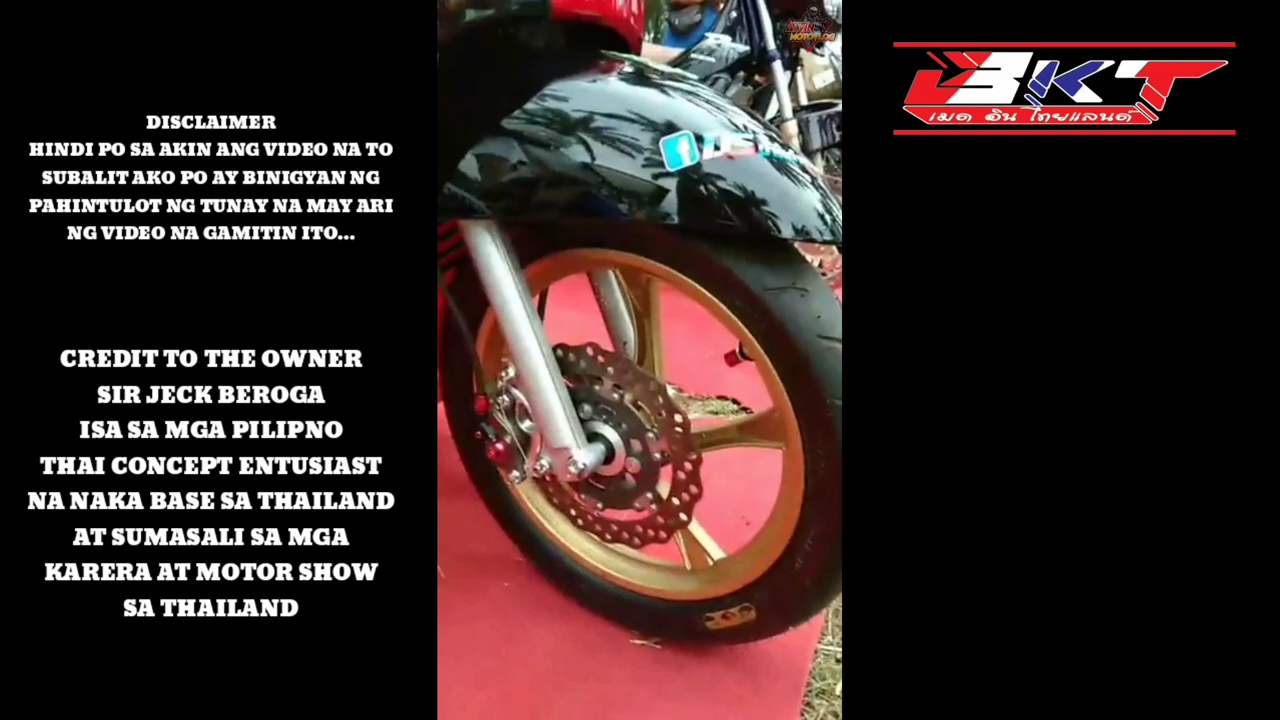 DISCLAIMER
HINDI PO SA AKIN ANG VIDEO NA TO
SUBALIT AKO PO AY BINIGYAN NG
PAHINTULOT NG TUNAY NA MAY ARI
NG VIDEO NA GAMITIN ITO...
CREDIT TO THE OWNER
SIR JECK BEROGA
ISA SA MGA PILIPNO
THAI CONCEPT ENTUSIAST
NA NAKA BASE SA THAILAND
AT SUMASALI SA MGA
KARERA AT MOTOR SHOW
SA THAILAND
MOTOVLOG
f
JBKT
เมด อิน ไทยแลนด์